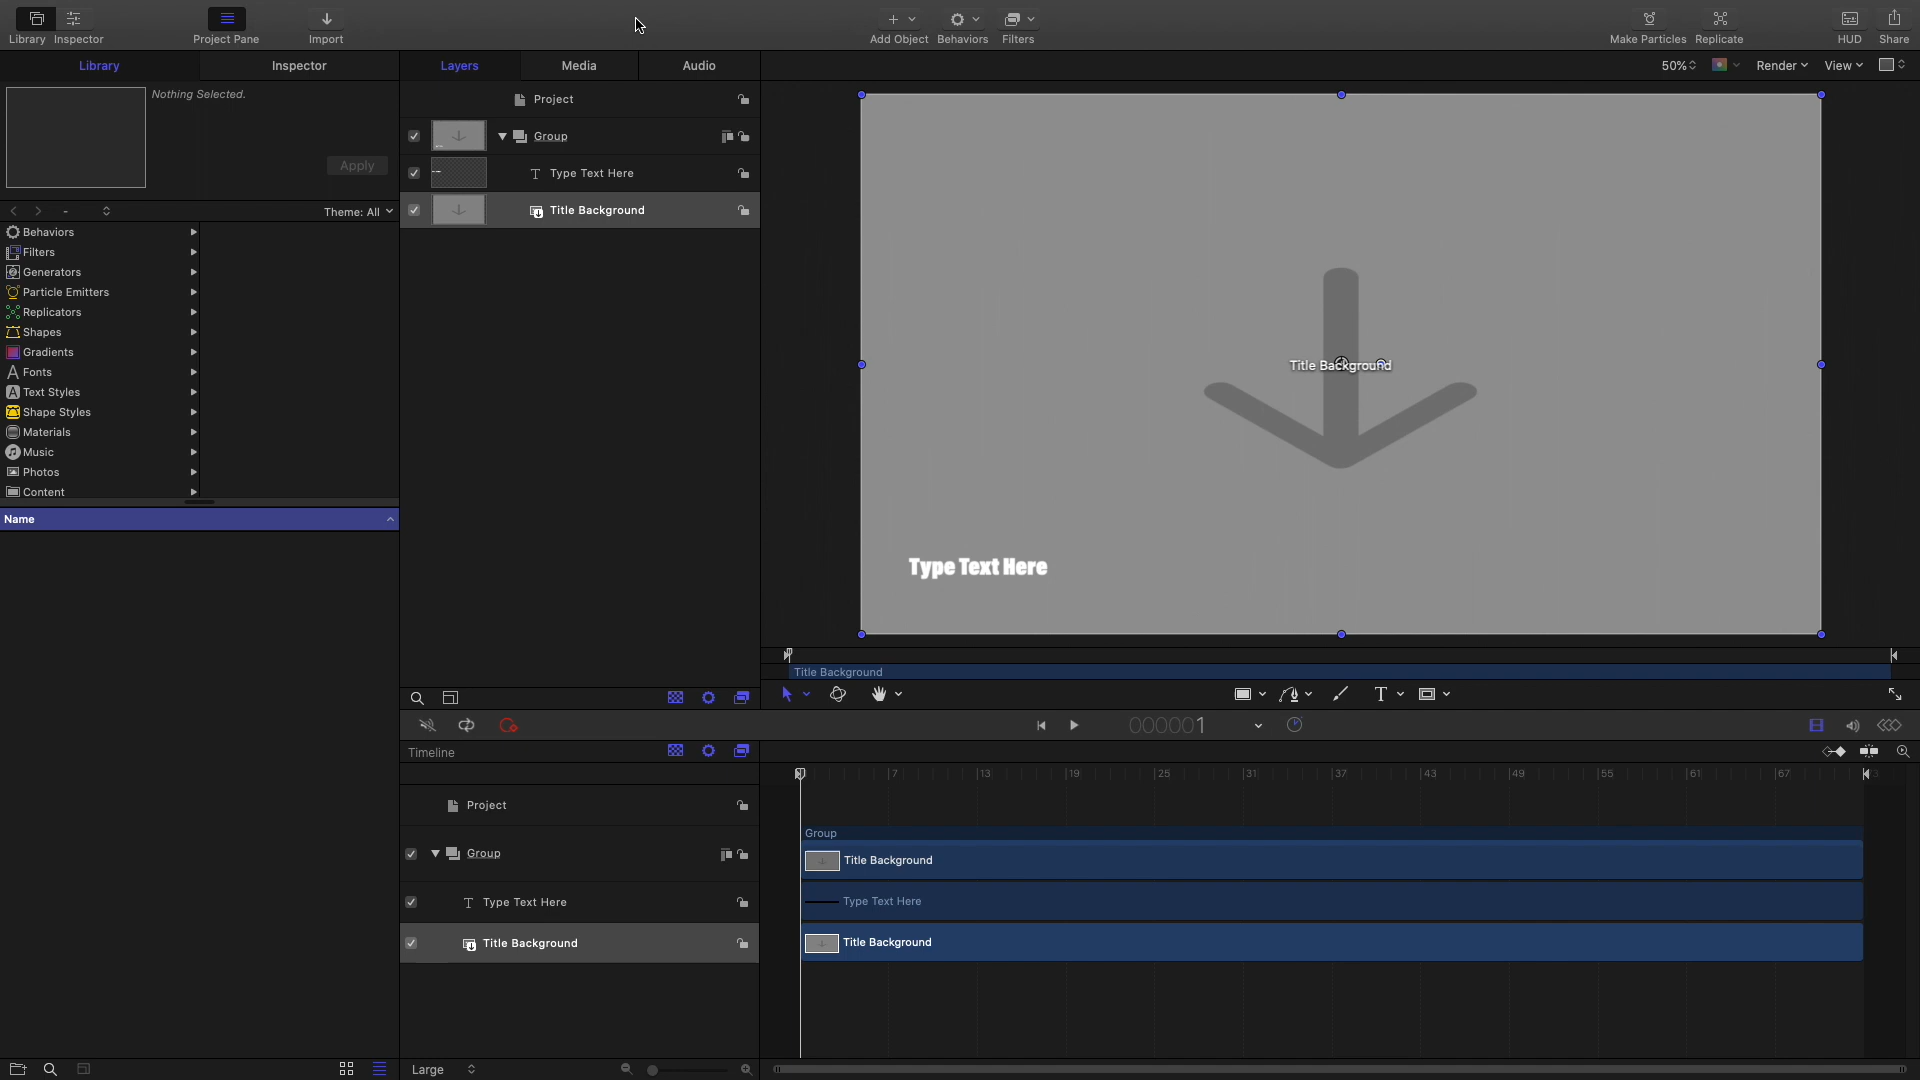 Library Inspector
Project Pane
Import
Add Object
Behaviors
Filters
Make Particles
Replicate
HUD
Share
Library
Inspector
Layers
Media
Audio
50%
Render
View
Nothing Selected.
Apply
Theme: All
Behaviors
Filters
Generators
Particle Emitters
Replicators
Shapes
Gradients
Fonts
Text Styles
Shape Styles
Materials
Music
Photos
Content
Name
Project
Group
Type Text Here
Title Background
Title Background
Type Text Here
Title Background
000001
Timeline
7 13 19 25 31 37 43 49 55 61 67
Project
Group
Type Text Here
Title Background
Group
Title Background
Type Text Here
Title Background
Large